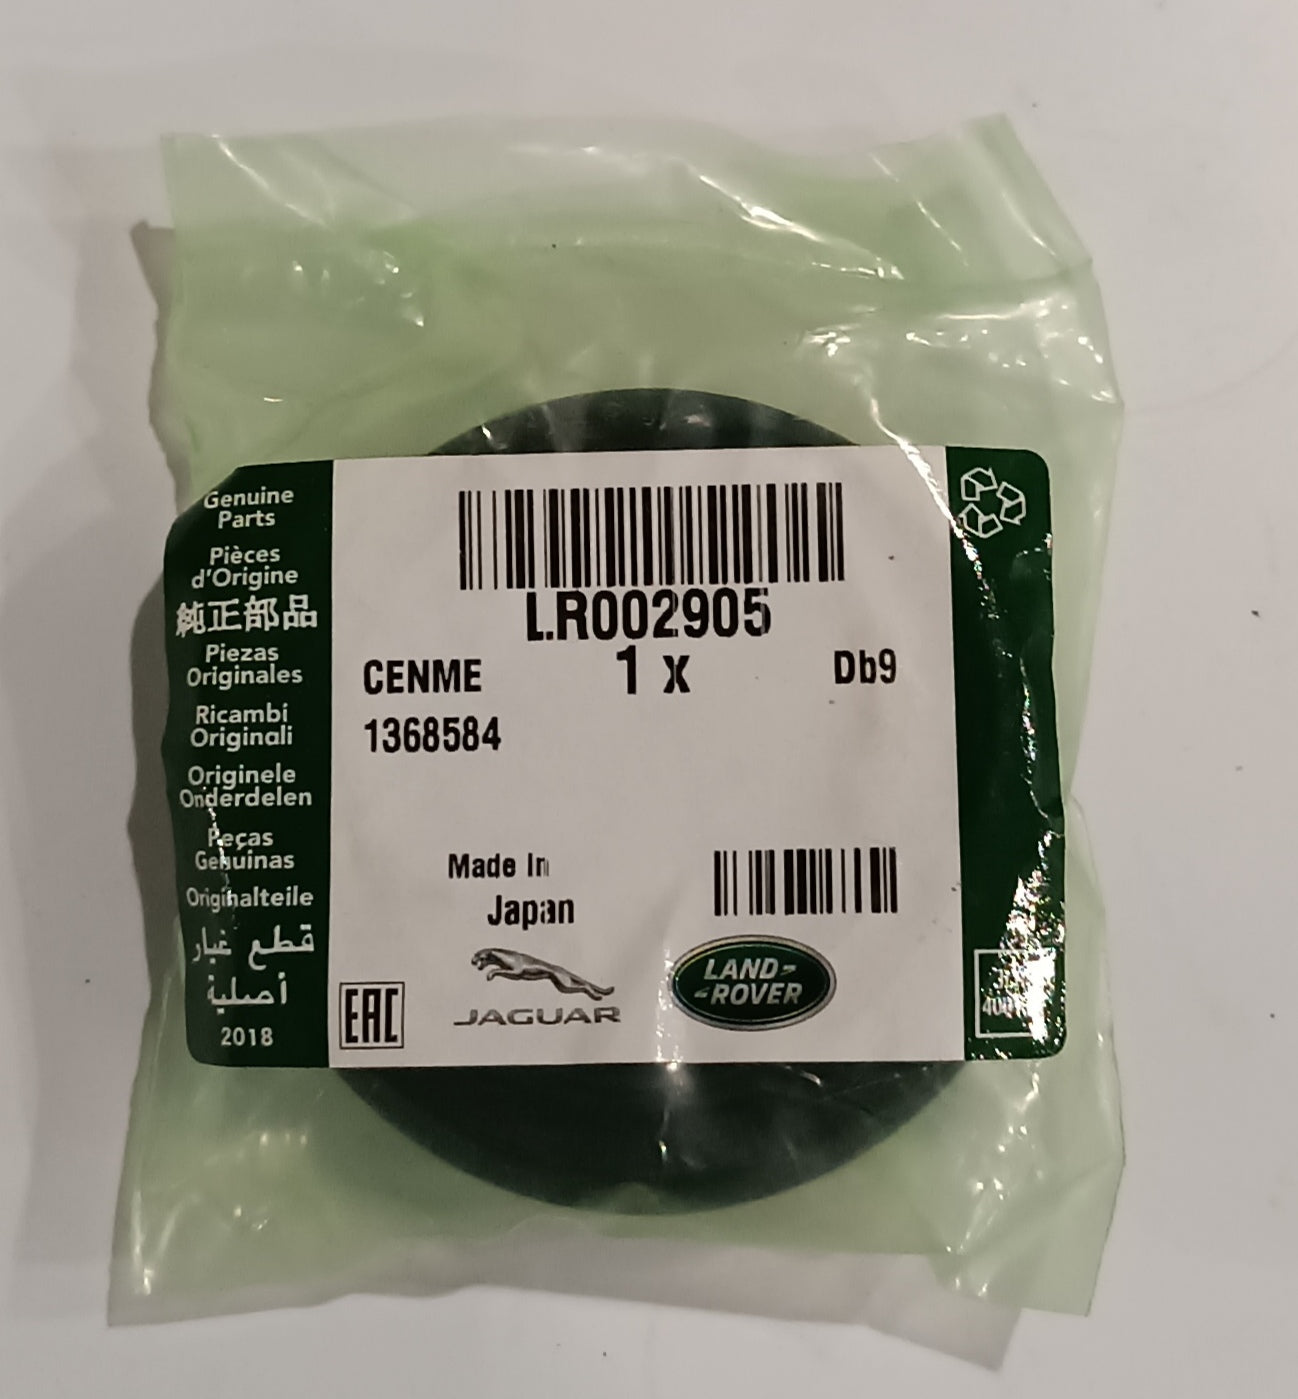 Genuine
Parts
Pièces
d'Origine
純正部品
Piezas
Originales
Ricambi
Originali
Originele
Onderdelen
Peças
Genuinas
Originalteile
قطع غيار
أصلية
2018
LR002905
CENME 1 x Db9
1368584
Made In
Japan
EAC
JAGUAR
LAND-
-ROVER